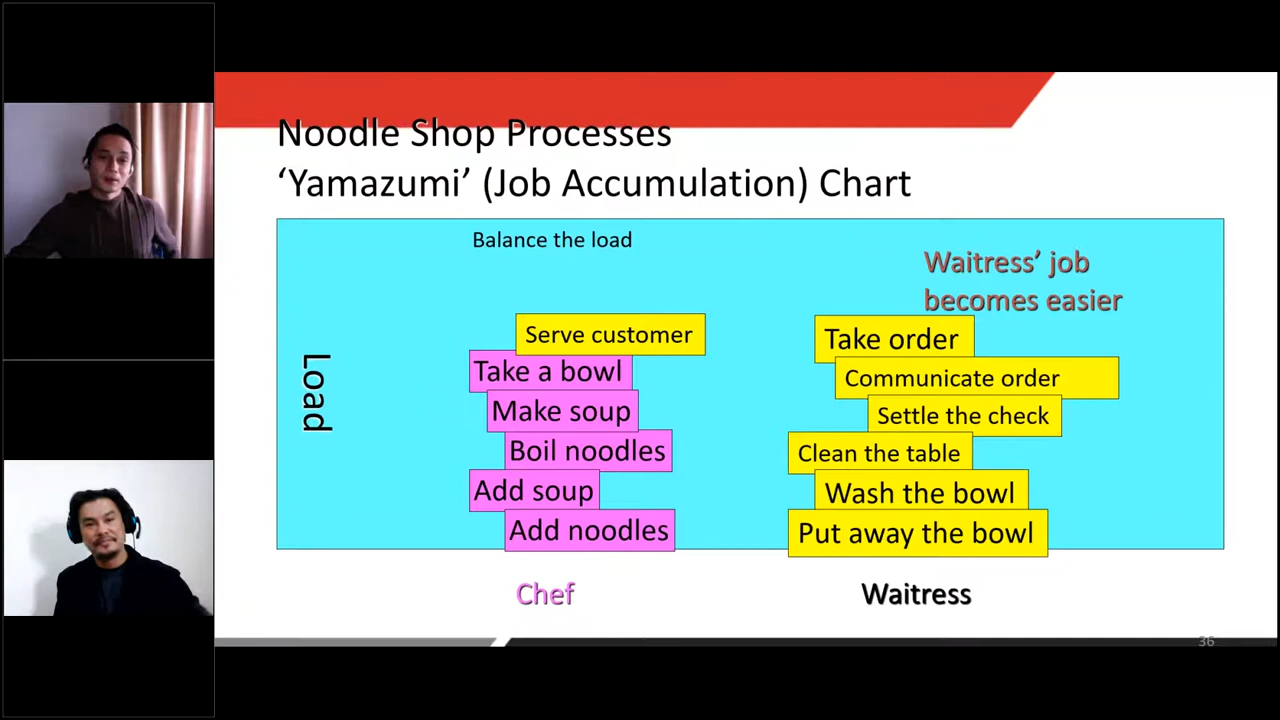 Noodle Shop Processes
‘Yamazumi’ (Job Accumulation) Chart
Balance the load
Waitress’ job
becomes easier
Load
Serve customer
Take a bowl
Make soup
Boil noodles
Add soup
Add noodles
Take order
Communicate order
Settle the check
Clean the table
Wash the bowl
Put away the bowl
Chef
Waitress
36